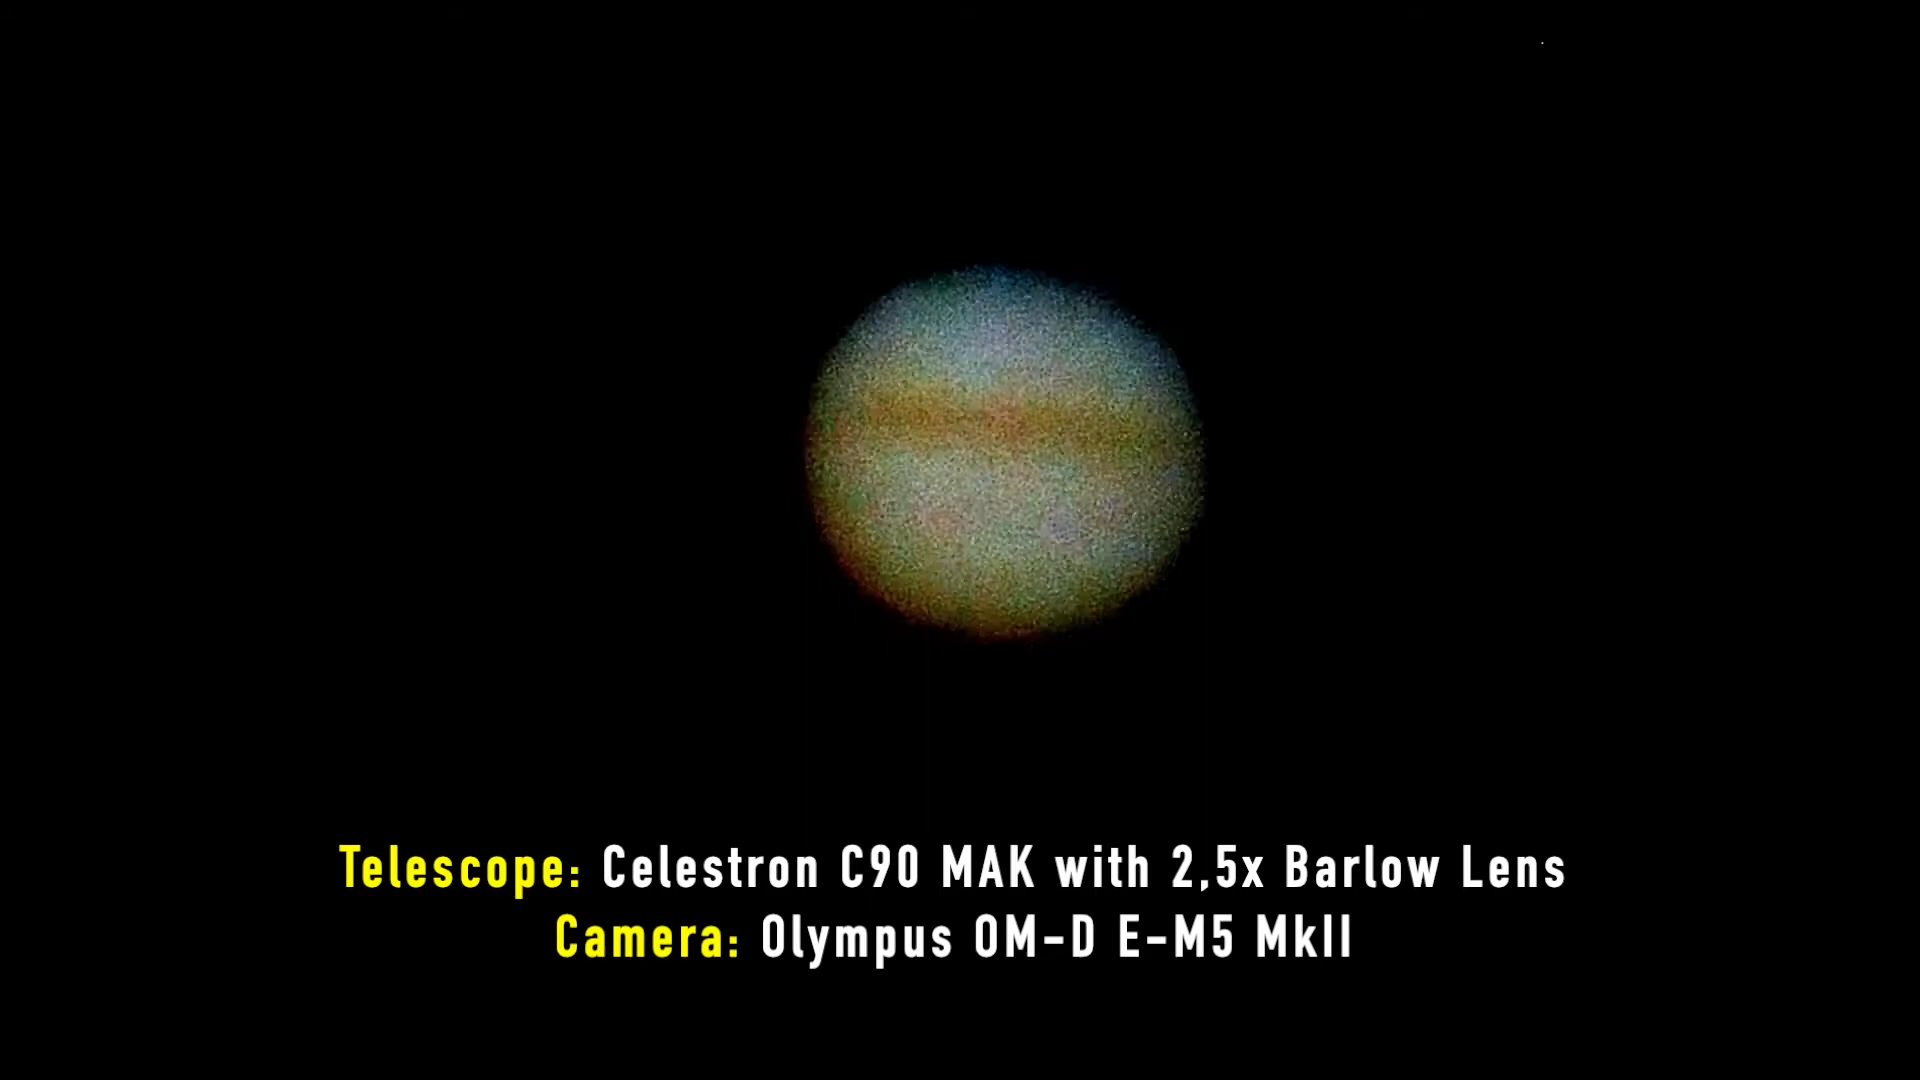 Telescope: Celestron C90 MAK with 2,5x Barlow Lens
Camera: Olympus OM-D E-M5 MkII